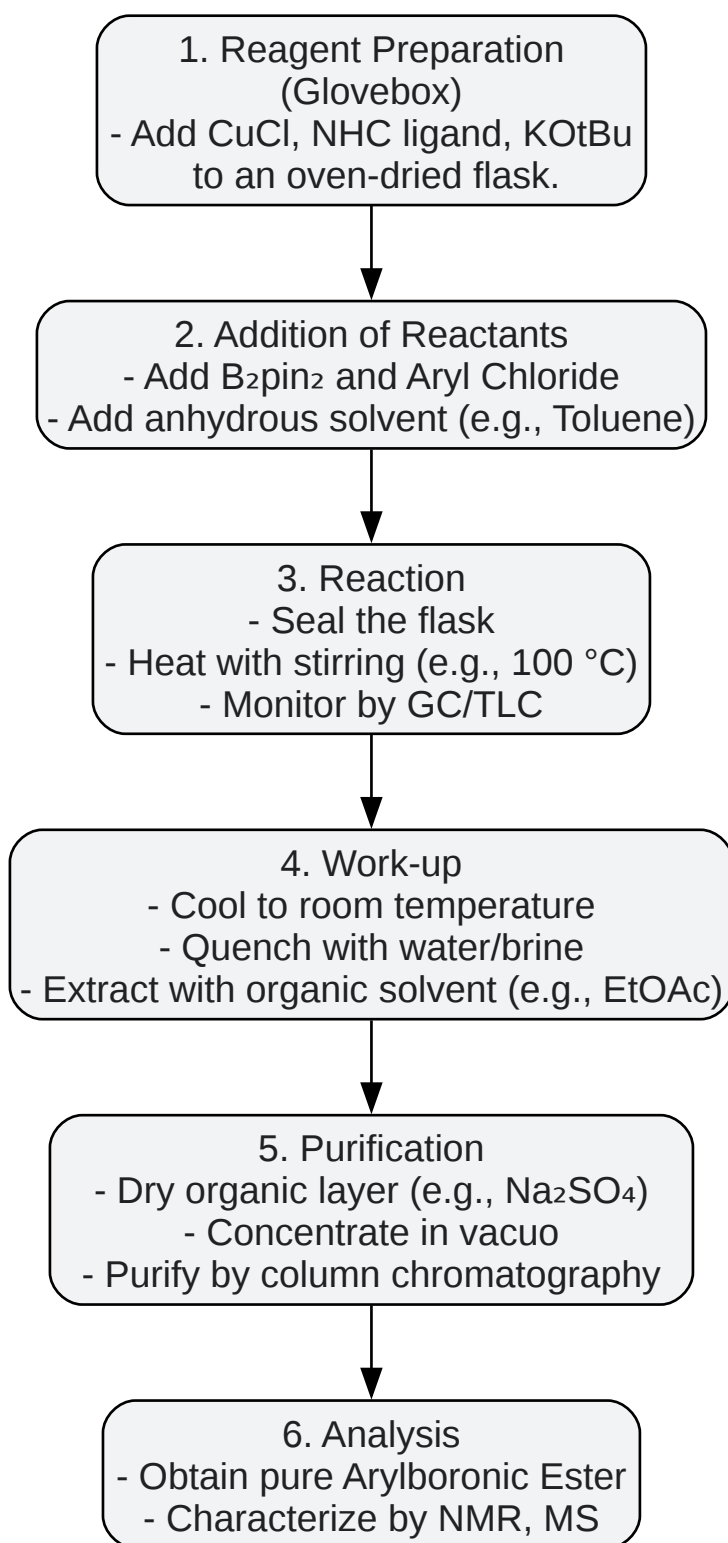 1. Reagent Preparation
(Glovebox)
- Add CuCl, NHC ligand, KOtBu
to an oven-dried flask.
2. Addition of Reactants
- Add B₂pin₂ and Aryl Chloride
- Add anhydrous solvent (e.g., Toluene)
3. Reaction
- Seal the flask
- Heat with stirring (e.g., 100 °C)
- Monitor by GC/TLC
4. Work-up
- Cool to room temperature
- Quench with water/brine
- Extract with organic solvent (e.g., EtOAc)
5. Purification
- Dry organic layer (e.g., Na₂SO₄)
- Concentrate in vacuo
- Purify by column chromatography
6. Analysis
- Obtain pure Arylboronic Ester
- Characterize by NMR, MS